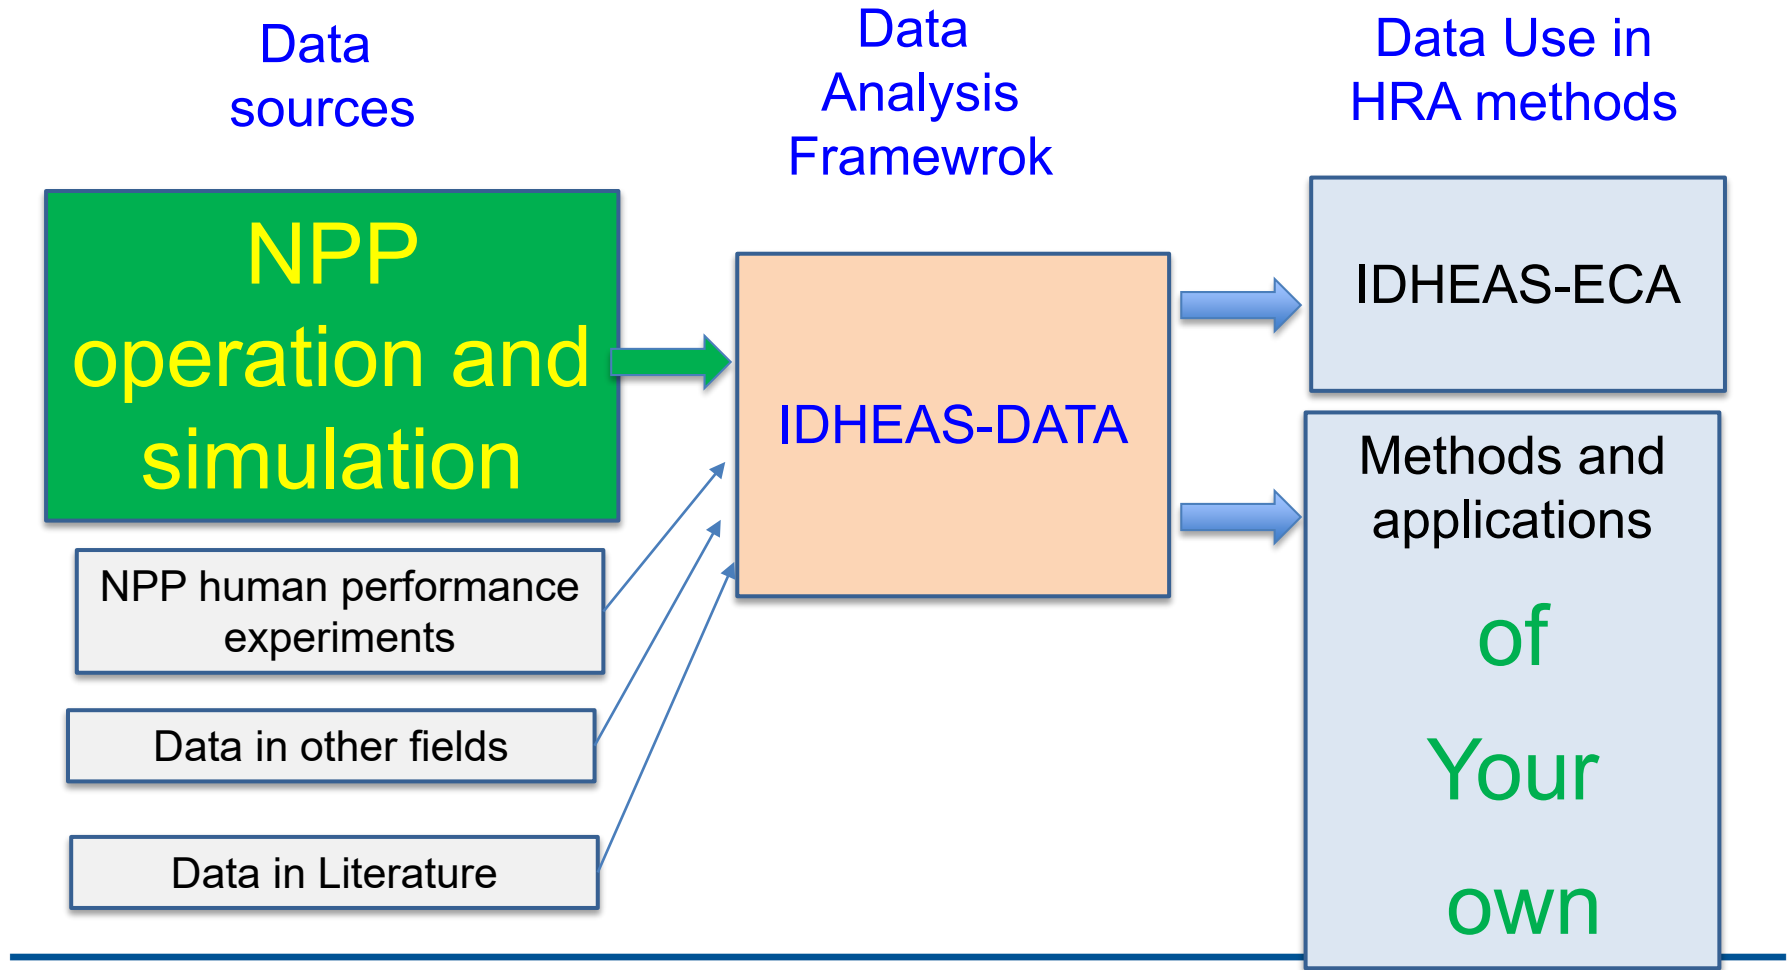 Data
sources
Data
Analysis
Framewrok
Data Use in
HRA methods
NPP
operation and
simulation
NPP human performance
experiments
Data in other fields
Data in Literature
IDHEAS-DATA
IDHEAS-ECA
Methods and
applications
of
Your
own